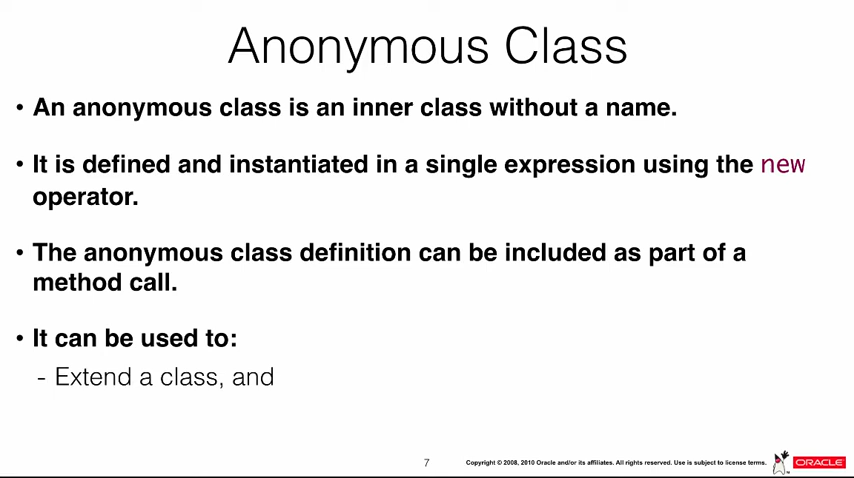 Anonymous Class
• An anonymous class is an inner class without a name.
• It is defined and instantiated in a single expression using the new
operator.
• The anonymous class definition can be included as part of a
method call.
• It can be used to:
- Extend a class, and
7
Copyright © 2008, 2010 Oracle and/or its affiliates. All rights reserved. Use is subject to license terms.
ORACLE